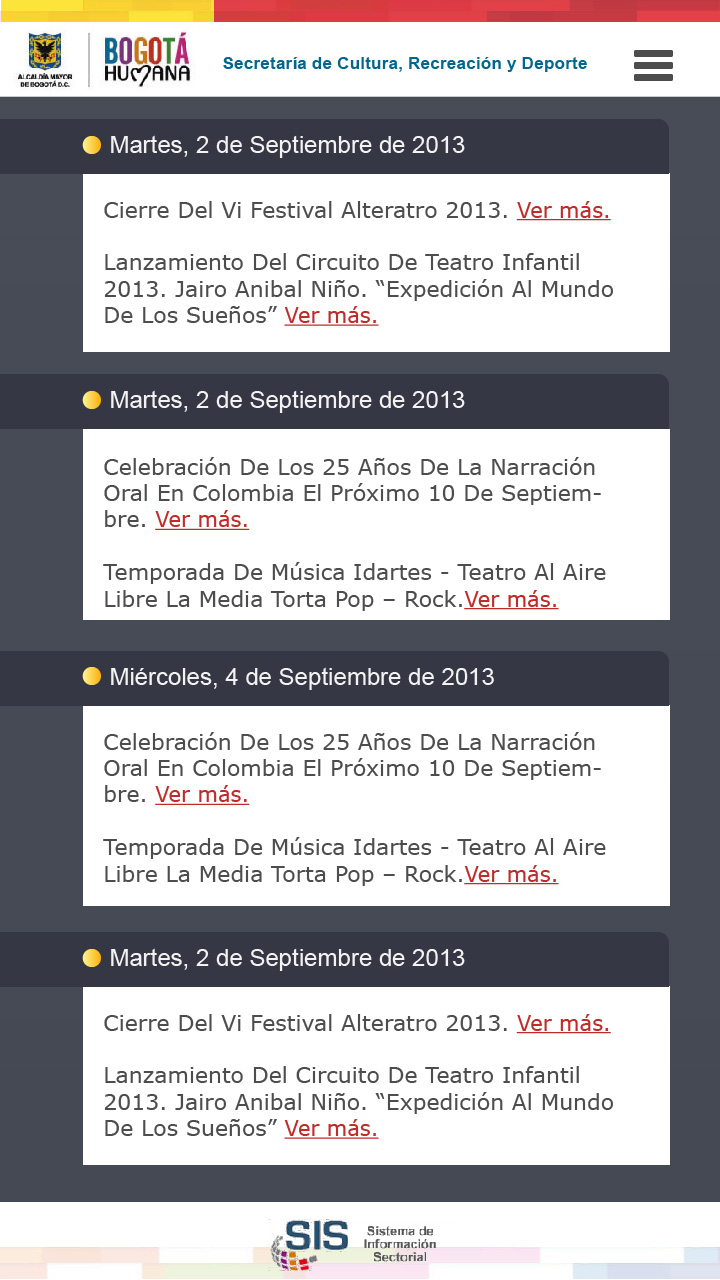 ALCALDÍA MAYOR
DE BOGOTÁ D.C.
BOGOTÁ
HUMANA
Secretaría de Cultura, Recreación y Deporte
Martes, 2 de Septiembre de 2013
Cierre Del Vi Festival Alteratro 2013. Ver más.
Lanzamiento Del Circuito De Teatro Infantil
2013. Jairo Anibal Niño. “Expedición Al Mundo
De Los Sueños” Ver más.
Martes, 2 de Septiembre de 2013
Celebración De Los 25 Años De La Narración
Oral En Colombia El Próximo 10 De Septiem-
bre. Ver más.
Temporada De Música Idartes - Teatro Al Aire
Libre La Media Torta Pop – Rock.Ver más.
Miércoles, 4 de Septiembre de 2013
Celebración De Los 25 Años De La Narración
Oral En Colombia El Próximo 10 De Septiem-
bre. Ver más.
Temporada De Música Idartes - Teatro Al Aire
Libre La Media Torta Pop – Rock.Ver más.
Martes, 2 de Septiembre de 2013
Cierre Del Vi Festival Alteratro 2013. Ver más.
Lanzamiento Del Circuito De Teatro Infantil
2013. Jairo Anibal Niño. “Expedición Al Mundo
De Los Sueños” Ver más.
SIS
Sistema de
Información
Sectorial